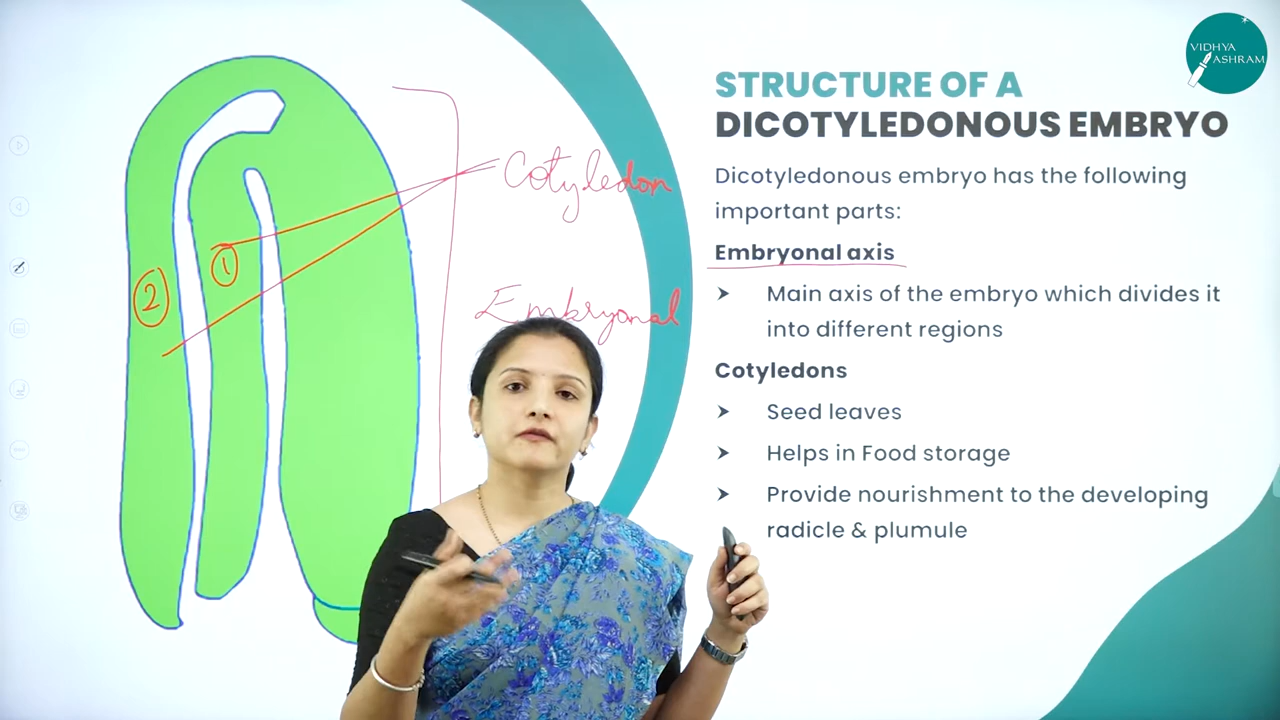 VIDHYA
ASHRAM
STRUCTURE OF A
DICOTYLEDONOUS EMBRYO
Dicotyledonous embryo has the following
important parts:
Embryonal axis
➤ Main axis of the embryo which divides it
into different regions
Cotyledons
➤ Seed leaves
➤ Helps in Food storage
➤ Provide nourishment to the developing
radicle & plumule
Cotyledon
Embryonal
1
2